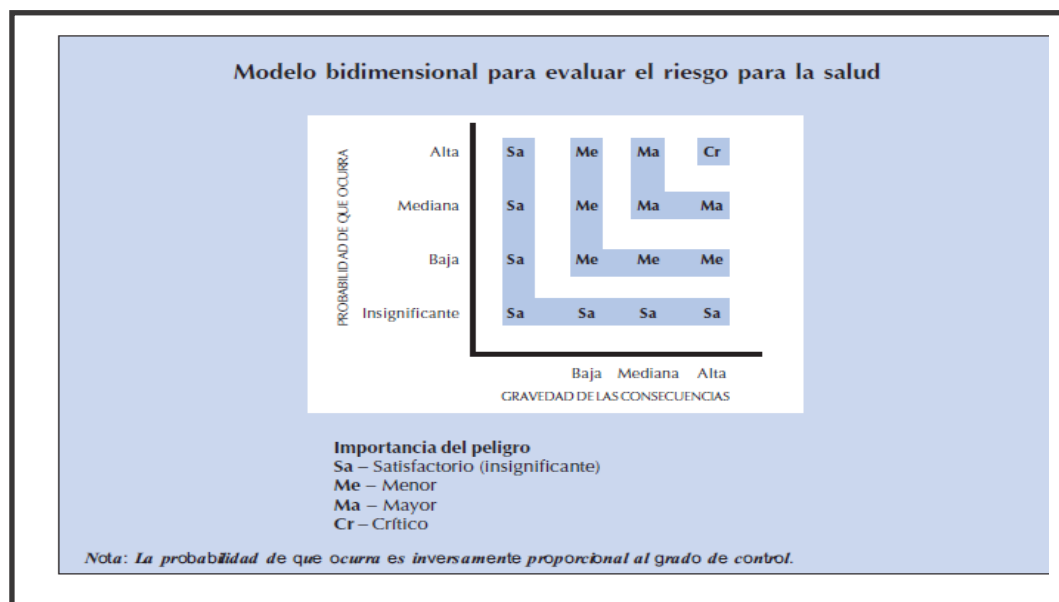 Modelo bidimensional para evaluar el riesgo para la salud
PROBABILIDAD DE QUE OCURRA
Alta Sa Me Ma Cr
Mediana Sa Me Ma Ma
Baja Sa Me Me Me
Insignificante Sa Sa Sa Sa
Baja Mediana Alta
GRAVEDAD DE LAS CONSECUENCIAS
Importancia del peligro
Sa – Satisfactorio (insignificante)
Me – Menor
Ma – Mayor
Cr – Crítico
Nota: La probabilidad de que ocurra es inversamente proporcional al grado de control.